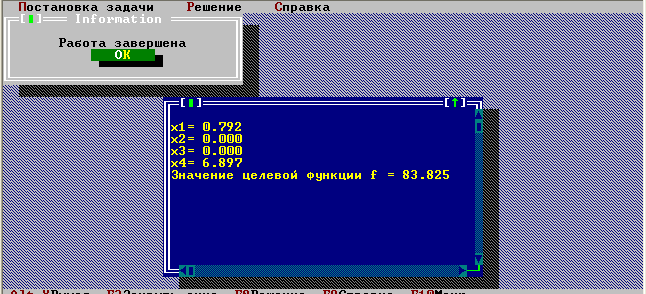 Постановка задачи Решение Справка
Information
Работа завершена
OK
x1= 0.792
x2= 0.000
x3= 0.000
x4= 6.897
Значение целевой функции f = 83.825